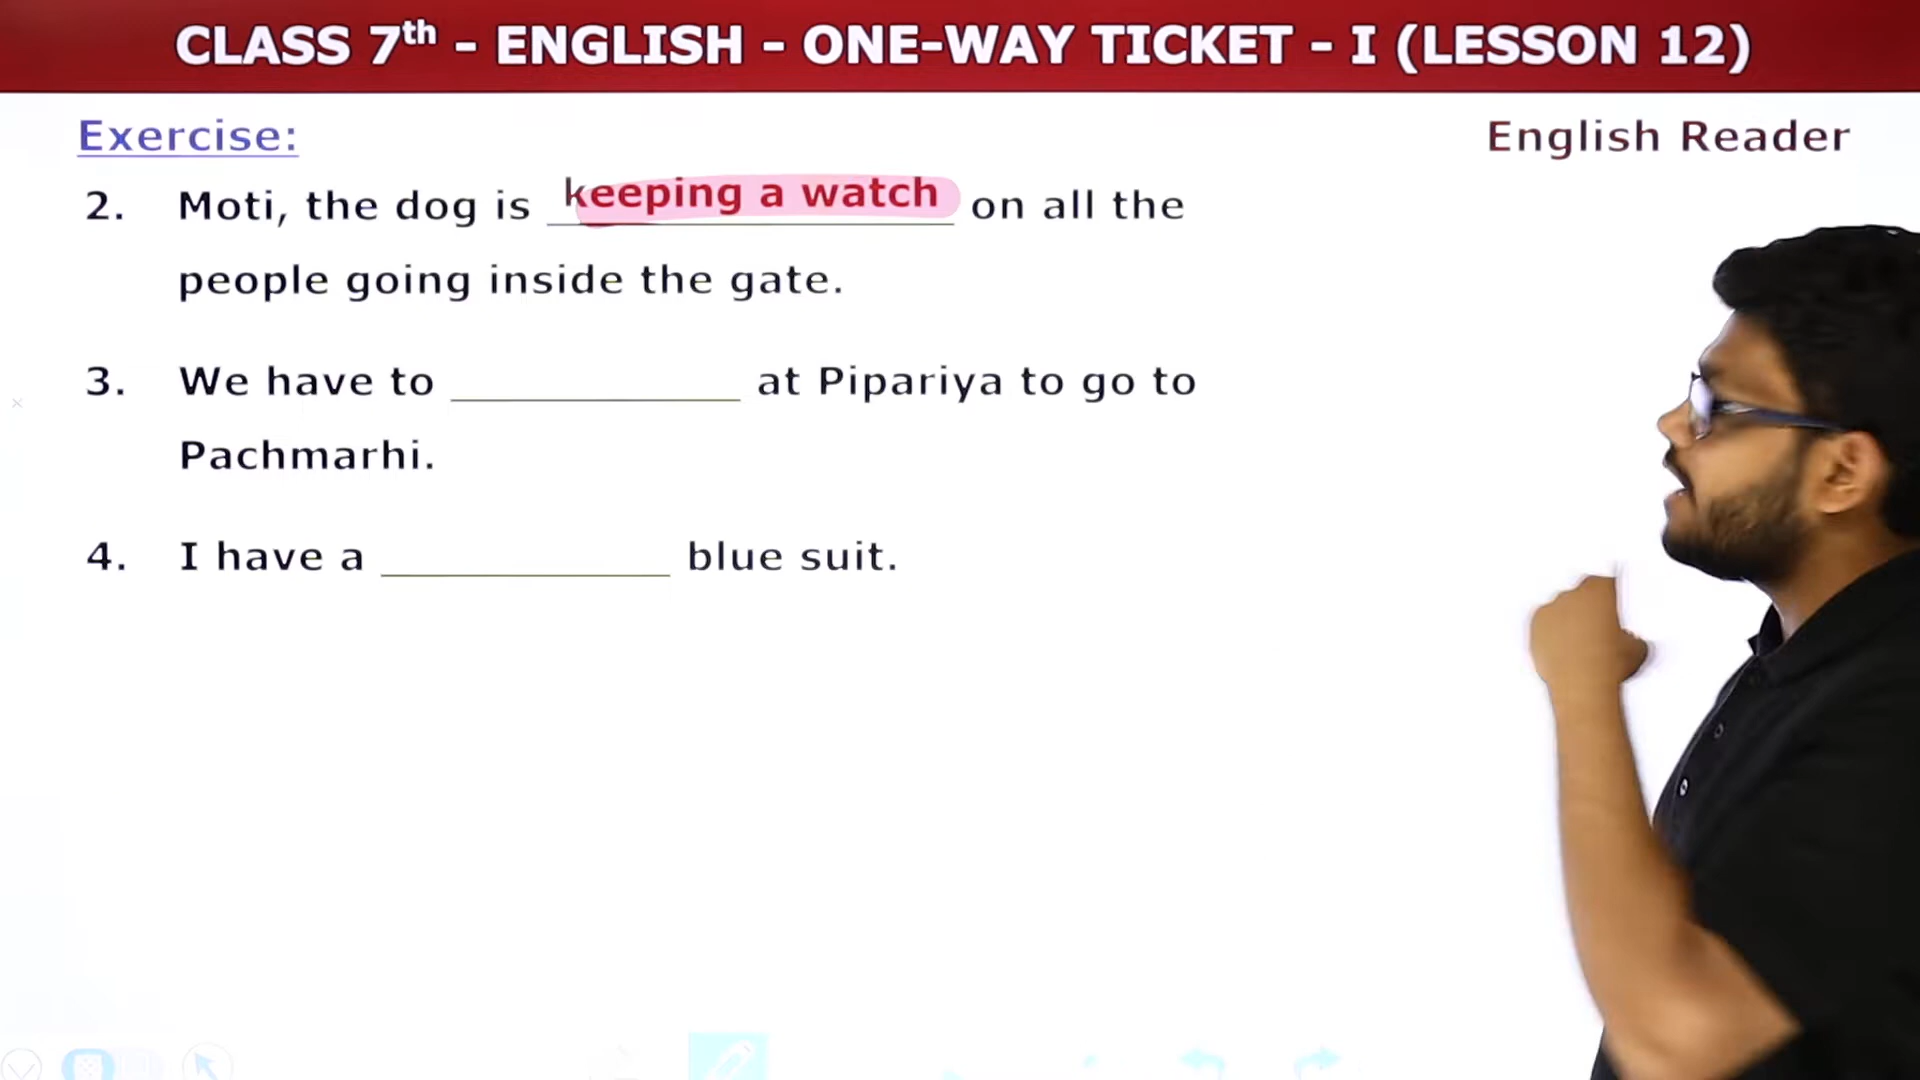 CLASS 7th - ENGLISH - ONE-WAY TICKET - I (LESSON 12)
Exercise:
English Reader
2. Moti, the dog is keeping a watch on all the
people going inside the gate.
3. We have to __________ at Pipariya to go to
Pachmarhi.
4. I have a __________ blue suit.